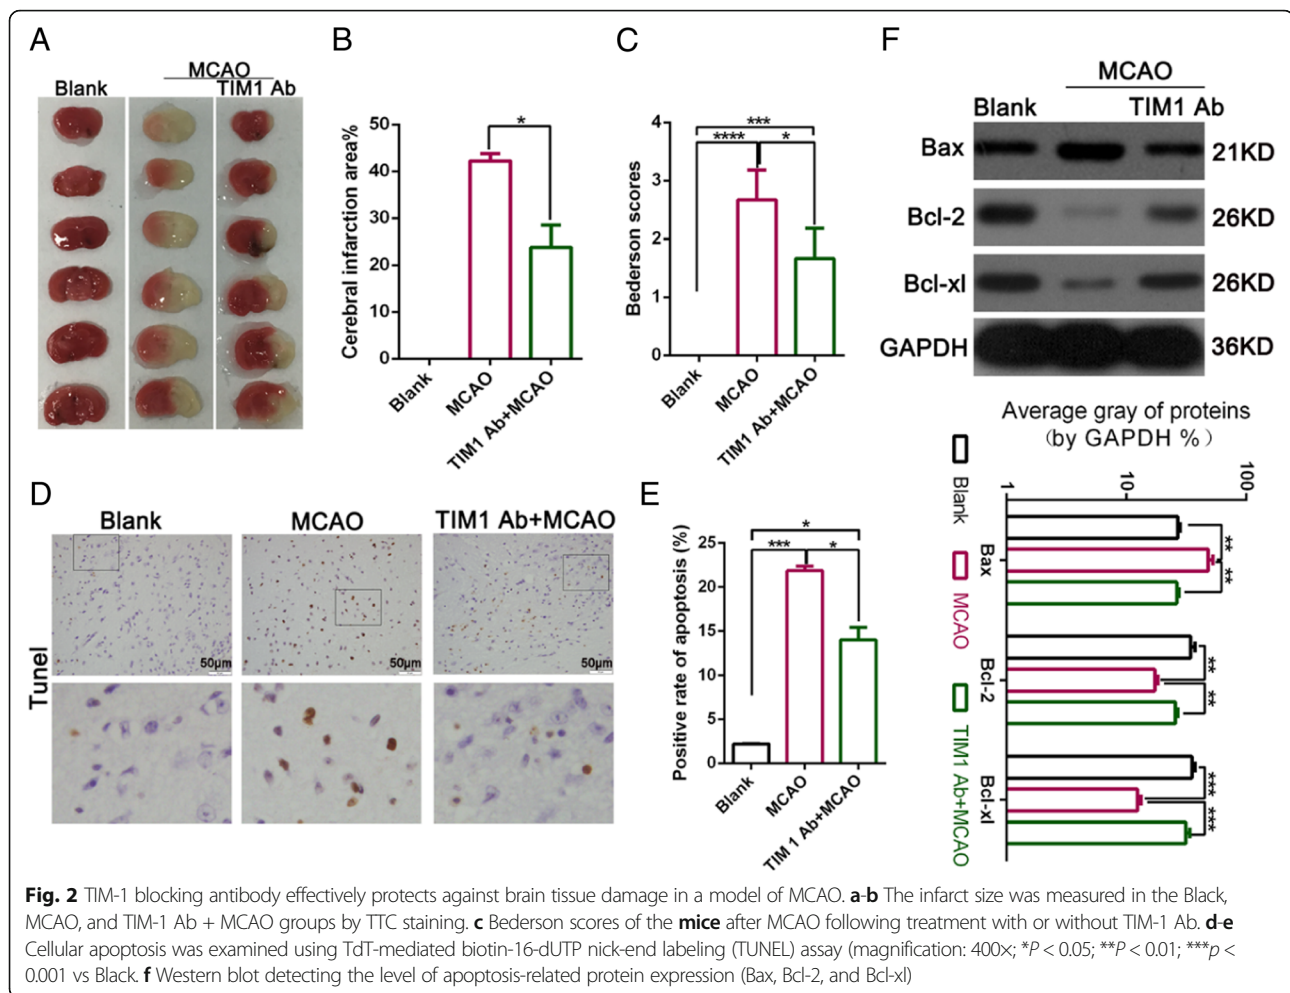 A
MCAO
Blank
TIM1 Ab
B
Cerebral infarction area%
50
40
30
20
10
0
*
Blank
MCAO
TIM1 Ab+MCAO
C
Bederson scores
4
3
2
1
0
***
****
*
Blank
MCAO
TIM1 Ab+MCAO
D
Blank
MCAO
TIM1 Ab+MCAO
Tunel
50µm
50µm
50µm
E
Positive rate of apoptosis (%)
25
20
15
10
5
0
*
***
*
Blank
MCAO
TIM 1 Ab+MCAO
F
MCAO
Blank
TIM1 Ab
Bax
21KD
Bcl-2
26KD
Bcl-xl
26KD
GAPDH
36KD
Average gray of proteins
(by GAPDH %)
1
10
100
Blank
MCAO
TIM1 Ab+MCAO
Bax
**
**
Bcl-2
**
**
Bcl-xl
***
***
Fig. 2 TIM-1 blocking antibody effectively protects against brain tissue damage in a model of MCAO. a-b The infarct size was measured in the Black,
MCAO, and TIM-1 Ab + MCAO groups by TTC staining. c Bederson scores of the mice after MCAO following treatment with or without TIM-1 Ab. d-e
Cellular apoptosis was examined using TdT-mediated biotin-16-dUTP nick-end labeling (TUNEL) assay (magnification: 400×; *P < 0.05; **P < 0.01; ***p <
0.001 vs Black. f Western blot detecting the level of apoptosis-related protein expression (Bax, Bcl-2, and Bcl-xl)